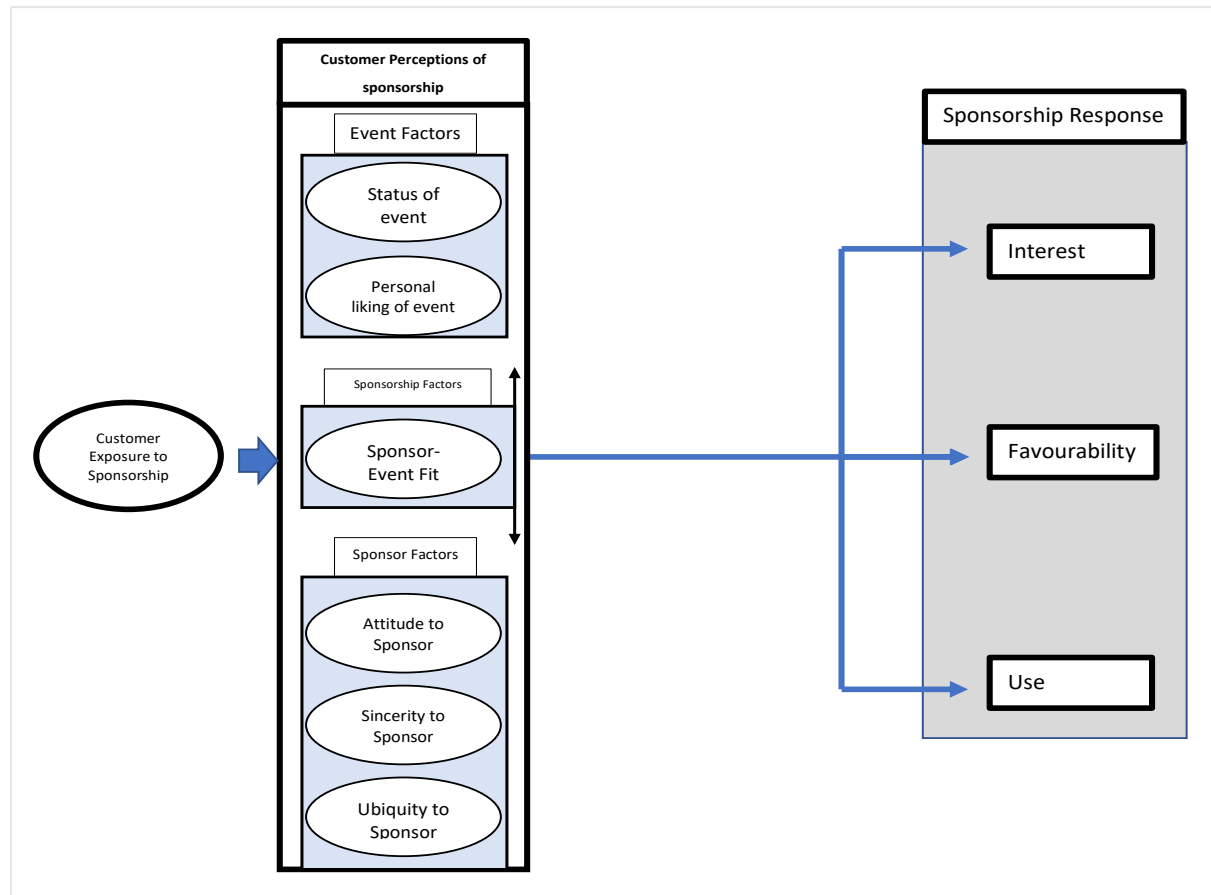 Customer Perceptions of
sponsorship
Event Factors
Status of
event
Personal
liking of event
Sponsorship Factors
Sponsor-
Event Fit
Sponsor Factors
Attitude to
Sponsor
Sincerity to
Sponsor
Ubiquity to
Sponsor
Customer
Exposure to
Sponsorship
Sponsorship Response
Interest
Favourability
Use